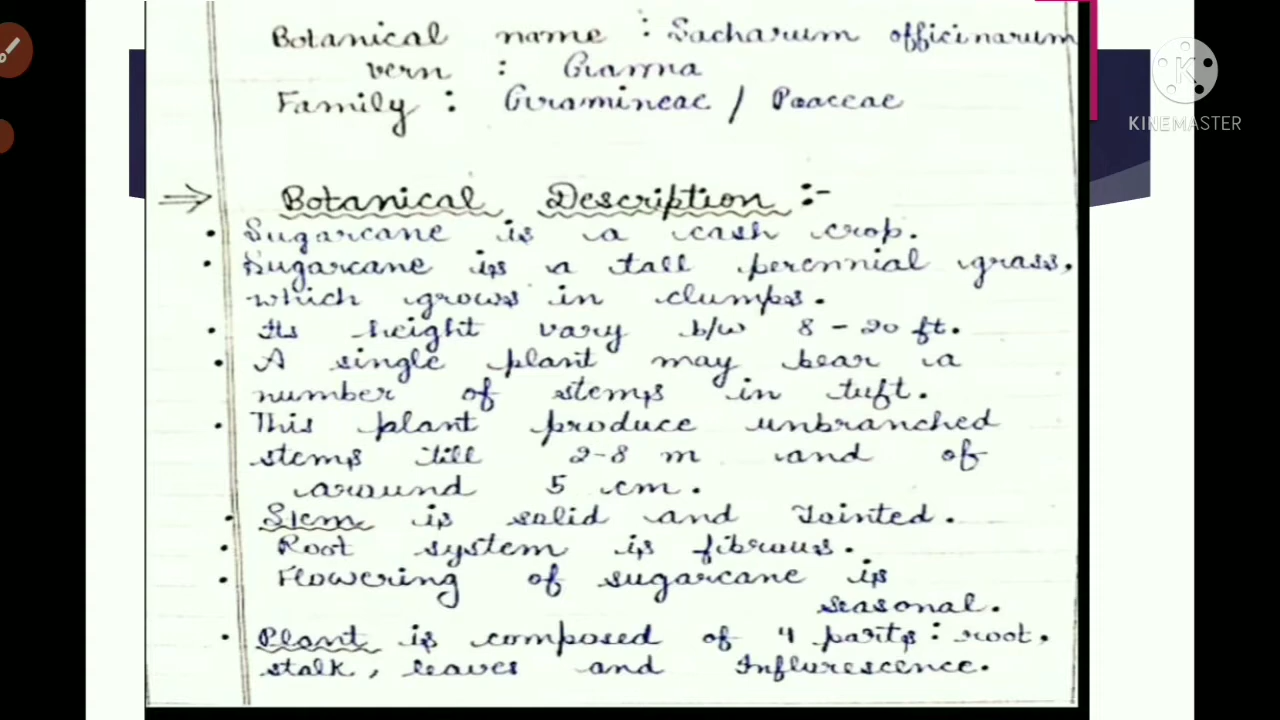 Botanical name : Sacharum officinarum
vern : Gianna
Family : Gramineae / Poaceae
⇒ Botanical Description :-
• Sugarcane is a cash crop.
• Sugarcane is a tall perennial grass,
which grows in clumps.
• Its height vary b/w 8 - 20 ft.
• A single plant may bear a
number of stems in tuft.
• This plant produce unbranched
stems till 2-8 m and of
around 5 cm.
• Stem is solid and Jointed.
• Root system is fibrous.
• Flowering of sugarcane is
seasonal.
• Plant is composed of 4 parts : root,
stalk, leaves and Influrescence.
K
KINEMASTER